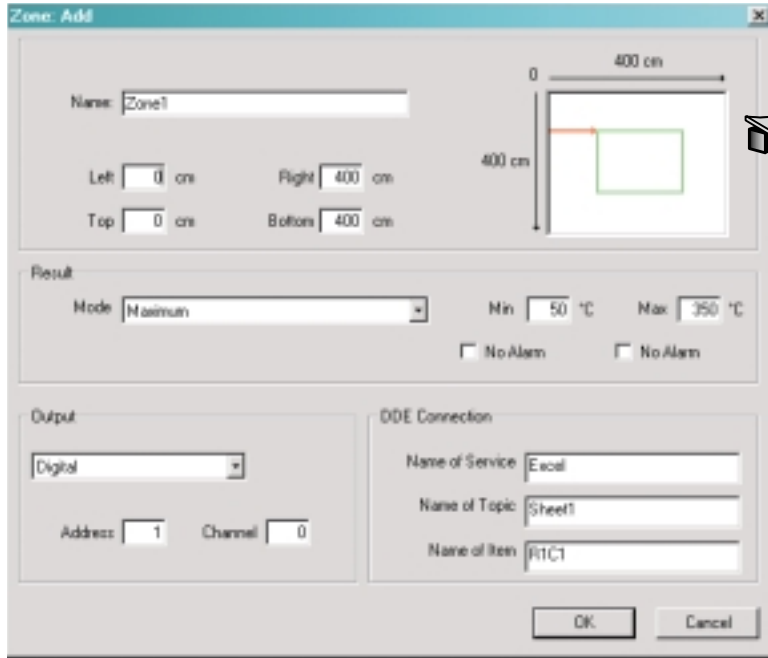 Zone: Add
0 400 cm
Name: Zone1
400 cm
Left 0 cm Right 400 cm
Top 0 cm Bottom 400 cm
Result
Mode Maximum Min 50 °C Max 350 °C
No Alarm No Alarm
Output
Digital
Address 1 Channel 0
DDE Connection
Name of Service Excel
Name of Topic Sheet1
Name of Item R1C1
OK Cancel